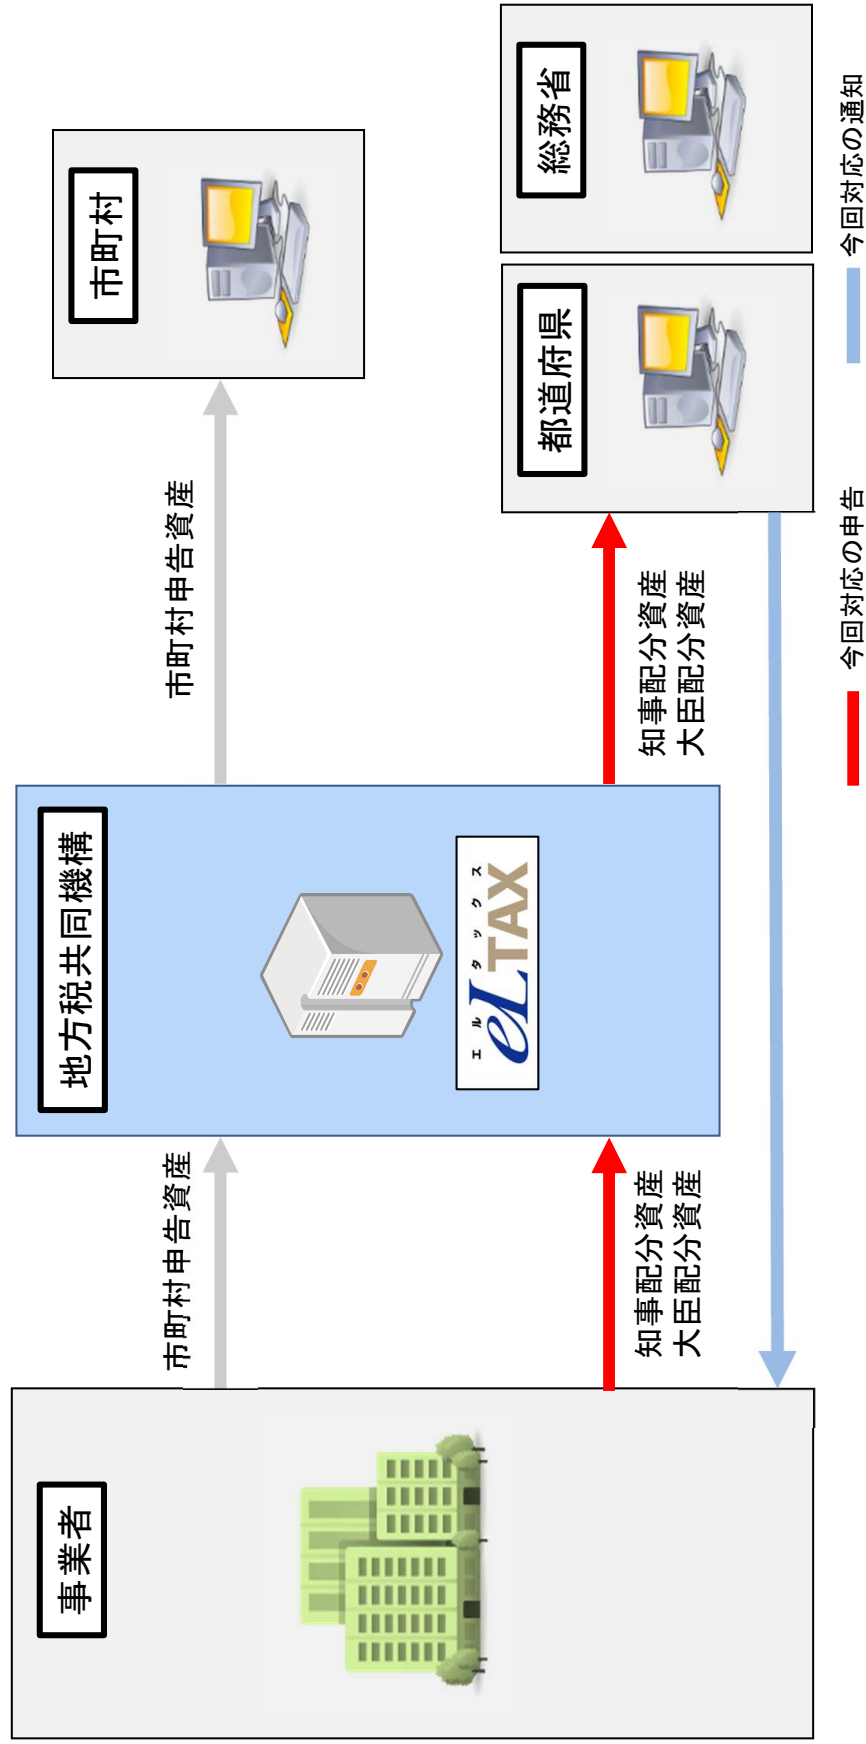 事業者
市町村申告資産
知事配分資産
大臣配分資産
地方税共同機構
エルタックス
eLTAX
市町村申告資産
知事配分資産
大臣配分資産
市町村
都道府県
総務省
今回対応の申告
今回対応の通知